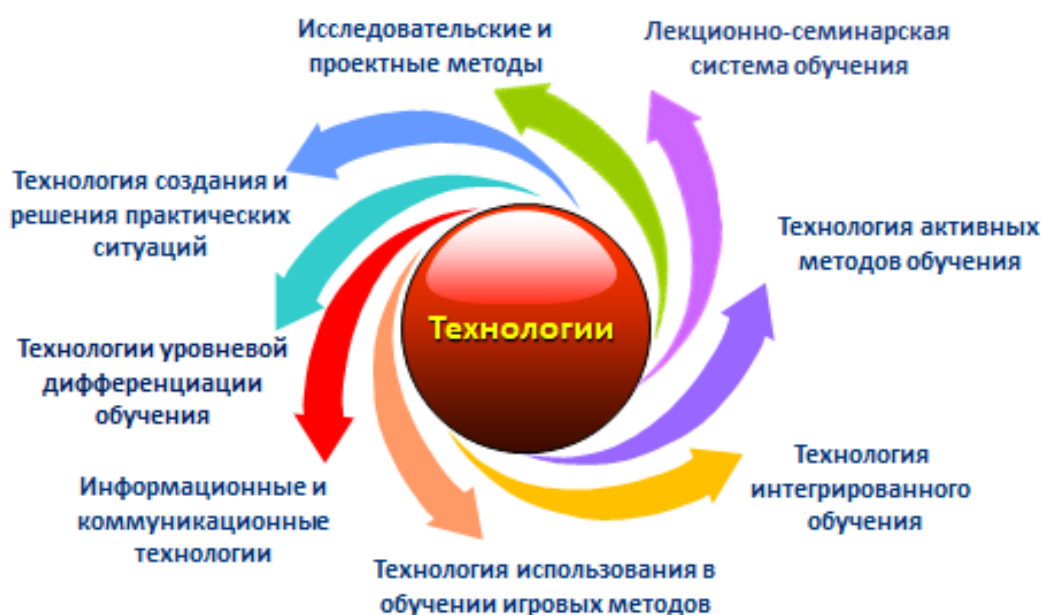 Исследовательские и
проектные методы
Лекционно-семинарская
система обучения
Технология создания и
решения практических
ситуаций
Технология активных
методов обучения
Технологии
Технологии уровневой
дифференциации
обучения
Технология
интегрированного
обучения
Информационные и
коммуникационные
технологии
Технология использования в
обучении игровых методов